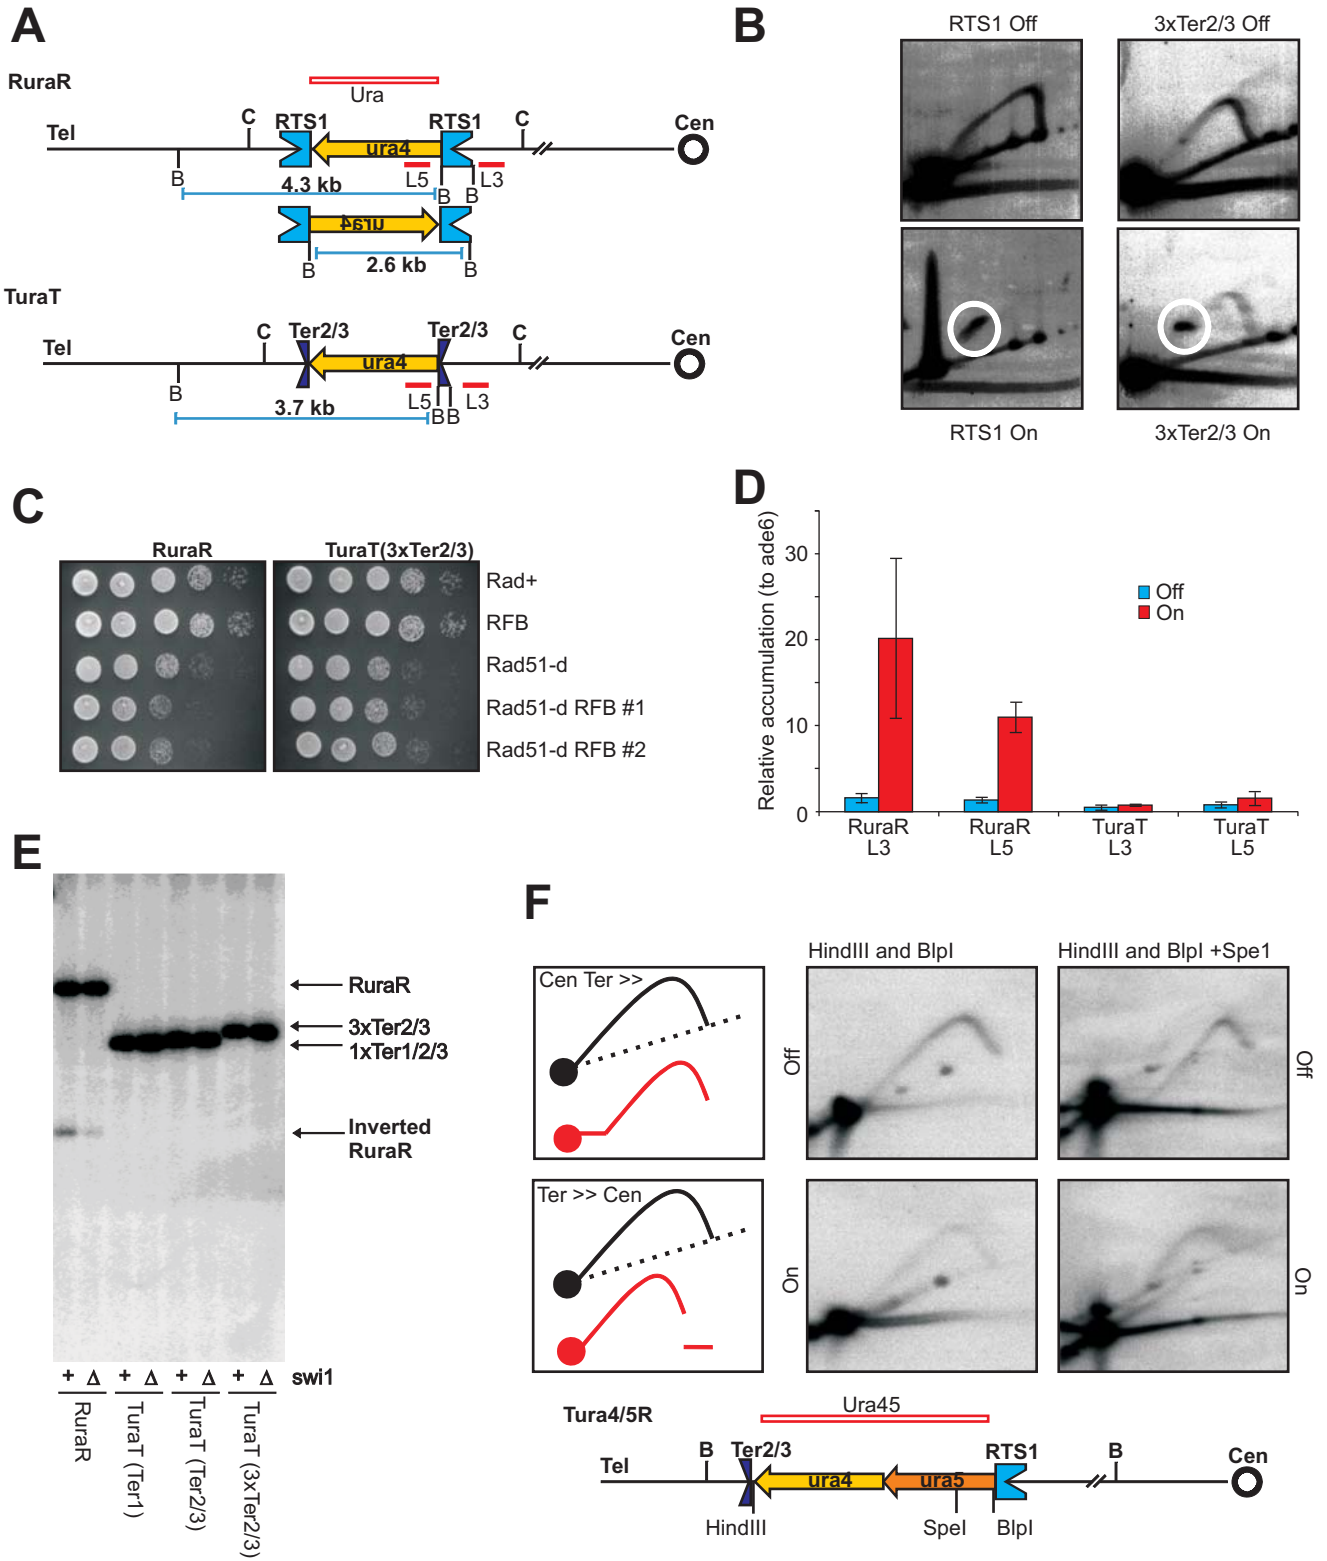 A
RuraR
Ura
Tel
C
RTS1
ura4
RTS1
C
Cen
B
4.3 kb
L5
B
B
L3
ura4
B
2.6 kb
B
TuraT
Tel
C
Ter2/3
ura4
Ter2/3
C
Cen
B
3.7 kb
L5
B
B
L3
B
RTS1 Off
3xTer2/3 Off
RTS1 On
3xTer2/3 On
C
RuraR
TuraT(3xTer2/3)
Rad+
RFB
Rad51-d
Rad51-d RFB #1
Rad51-d RFB #2
D
Relative accumulation (to ade6)
30
20
10
0
Off
On
RuraR L3
RuraR L5
TuraT L3
TuraT L5
E
RuraR
3xTer2/3
1xTer1/2/3
Inverted
RuraR
+ Δ + Δ + Δ + Δ swi1
RuraR
TuraT (Ter1)
TuraT (Ter2/3)
TuraT (3xTer2/3)
F
HindIII and BlpI
HindIII and BlpI +Spe1
Cen Ter >>
Off
Off
Ter >> Cen
On
On
Tura4/5R
Ura45
Tel
B
Ter2/3
ura4
ura5
RTS1
B
Cen
HindIII
SpeI
BlpI